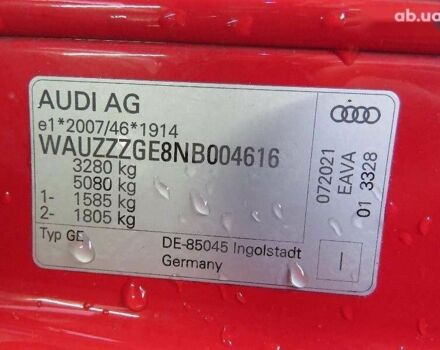 ab.ua
AUDI AG
e1*2007/46*1914
WAUZZZGE8NB004616
3280 kg
5080 kg
1- 1585 kg
2- 1805 kg
Typ GE
DE-85045 Ingolstadt
Germany
072021
EAVA
01 3328